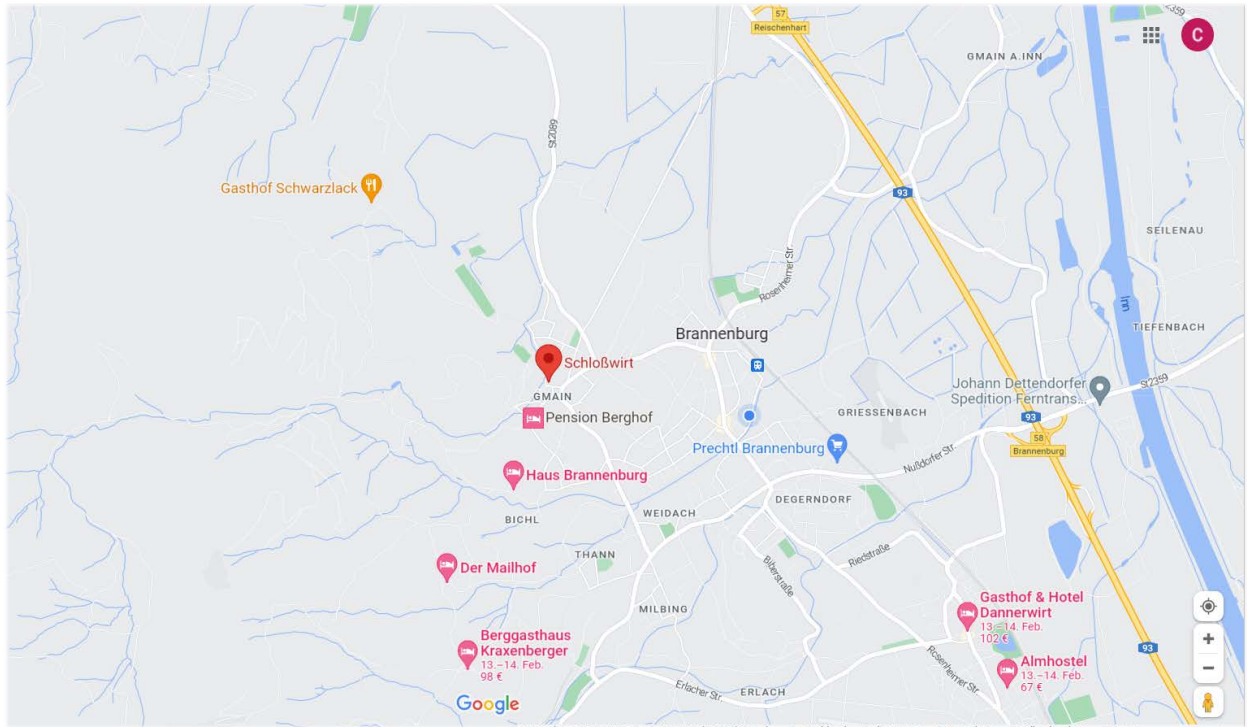 57
Reischenhart
C
GMAIN A.INN
St2089
Gasthof Schwarzlack
93
SEILENAU
Rosenheimer Str.
Inn
TIEFENBACH
Brannenburg
Schloßwirt
GMAIN
Johann Dettendorfer
Spedition Ferntrans...
St2359
Pension Berghof
GRIESSENBACH
93
58
Brannenburg
Prechtl Brannenburg
Nußdorfer Str.
Haus Brannenburg
DEGERNDORF
BICHL
WEIDACH
THANN
Riedstraße
Biberstraße
Der Mailhof
MILBING
Gasthof & Hotel
Dannerwirt
13.–14. Feb.
102 €
Berggasthaus
Kraxenberger
13.–14. Feb.
98 €
93
Rosenheimer Str.
Almhostel
13.–14. Feb.
67 €
Erlacher Str.
ERLACH
Google